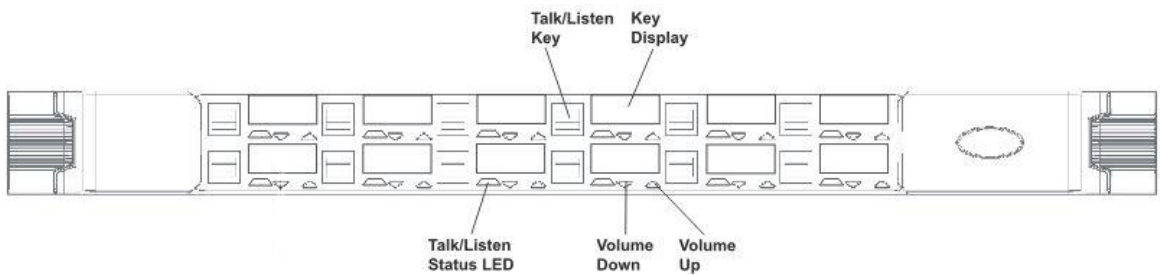 Talk/Listen
Key
Key
Display
Talk/Listen
Status LED
Volume
Down
Volume
Up